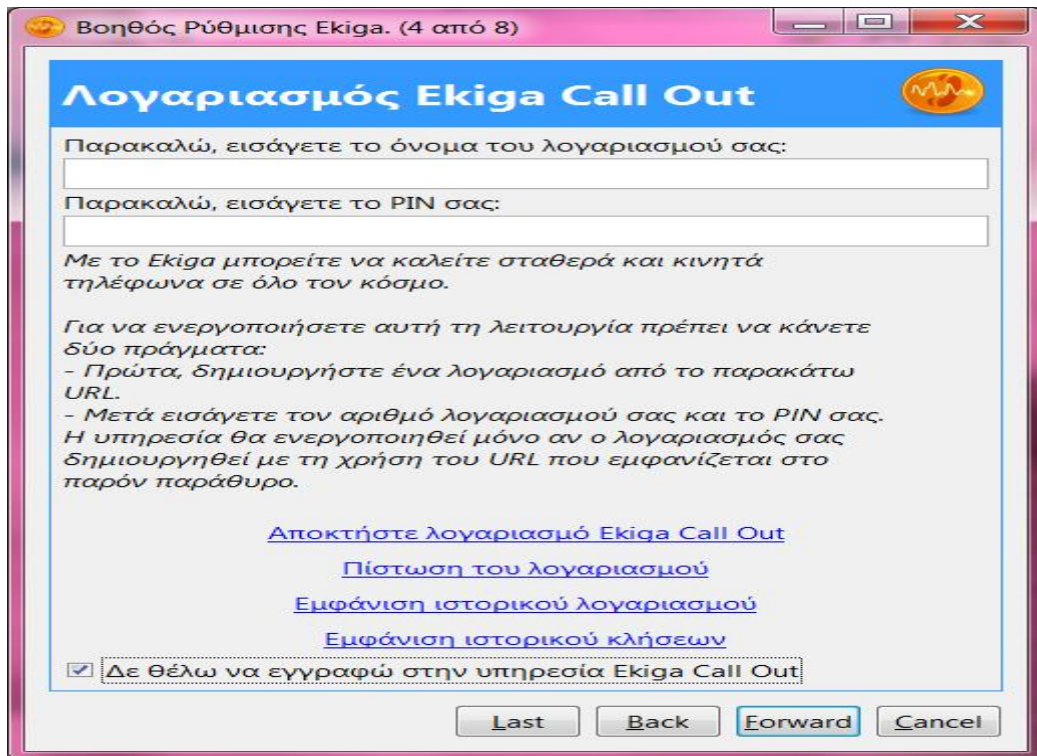 Βοηθός Ρύθμισης Ekiga. (4 από 8)
Λογαριασμός Ekiga Call Out
Παρακαλώ, εισάγετε το όνομα του λογαριασμού σας:
Παρακαλώ, εισάγετε το PIN σας:
Με το Ekiga μπορείτε να καλείτε σταθερά και κινητά
τηλέφωνα σε όλο τον κόσμο.
Για να ενεργοποιήσετε αυτή τη λειτουργία πρέπει να κάνετε
δύο πράγματα:
- Πρώτα, δημιουργήστε ένα λογαριασμό από το παρακάτω
URL.
- Μετά εισάγετε τον αριθμό λογαριασμού σας και το PIN σας.
Η υπηρεσία θα ενεργοποιηθεί μόνο αν ο λογαριασμός σας
δημιουργηθεί με τη χρήση του URL που εμφανίζεται στο
παρόν παράθυρο.
Αποκτήστε λογαριασμό Ekiga Call Out
Πίστωση του λογαριασμού
Εμφάνιση ιστορικού λογαριασμού
Εμφάνιση ιστορικού κλήσεων
Δε θέλω να εγγραφώ στην υπηρεσία Ekiga Call Out
Last Back Forward Cancel